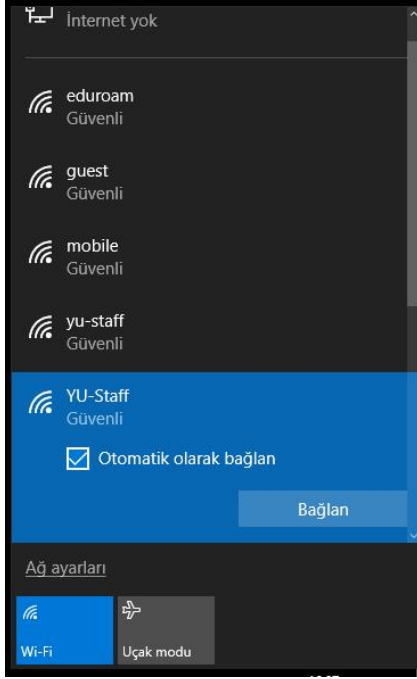 İnternet yok
eduroam
Güvenli
guest
Güvenli
mobile
Güvenli
yu-staff
Güvenli
YU-Staff
Güvenli
Otomatik olarak bağlan
Bağlan
Ağ ayarları
Wi-Fi
Uçak modu